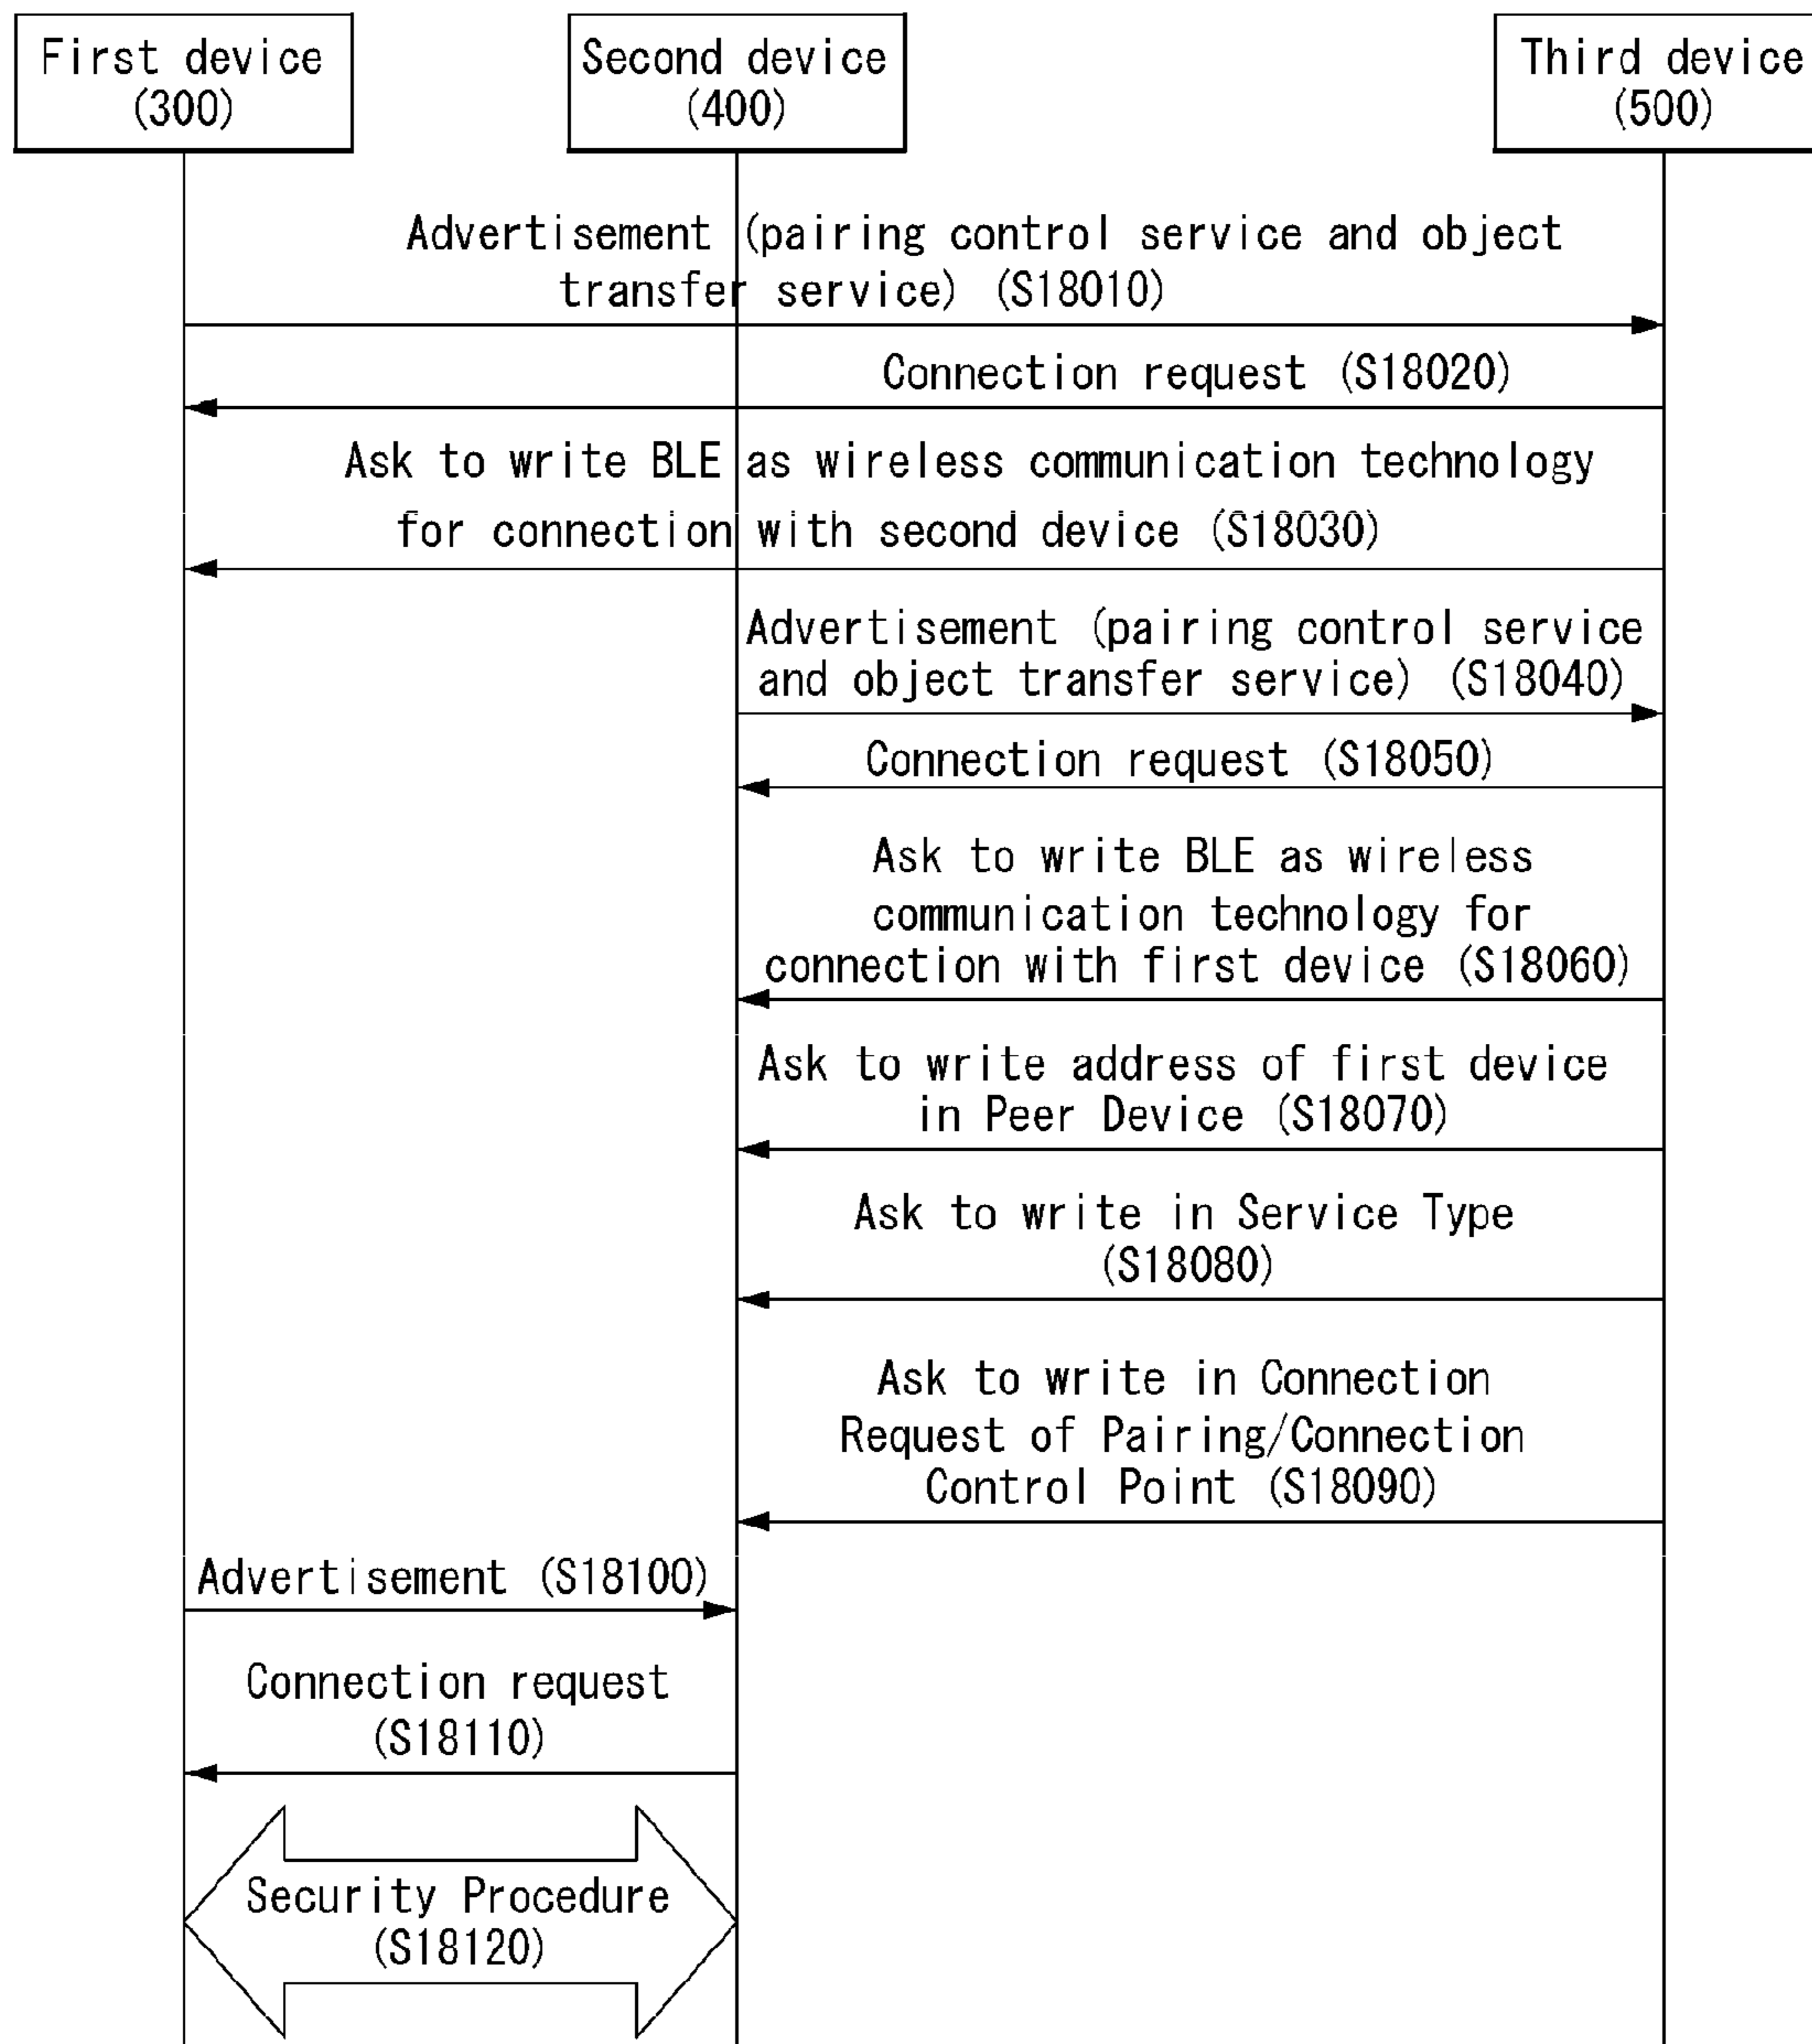 First device
(300)
Second device
(400)
Third device
(500)
Advertisement (pairing control service and object
transfer service) (S18010)
Connection request (S18020)
Ask to write BLE as wireless communication technology
for connection with second device (S18030)
Advertisement (pairing control service
and object transfer service) (S18040)
Connection request (S18050)
Ask to write BLE as wireless
communication technology for
connection with first device (S18060)
Ask to write address of first device
in Peer Device (S18070)
Ask to write in Service Type
(S18080)
Ask to write in Connection
Request of Pairing/Connection
Control Point (S18090)
Advertisement (S18100)
Connection request
(S18110)
Security Procedure
(S18120)